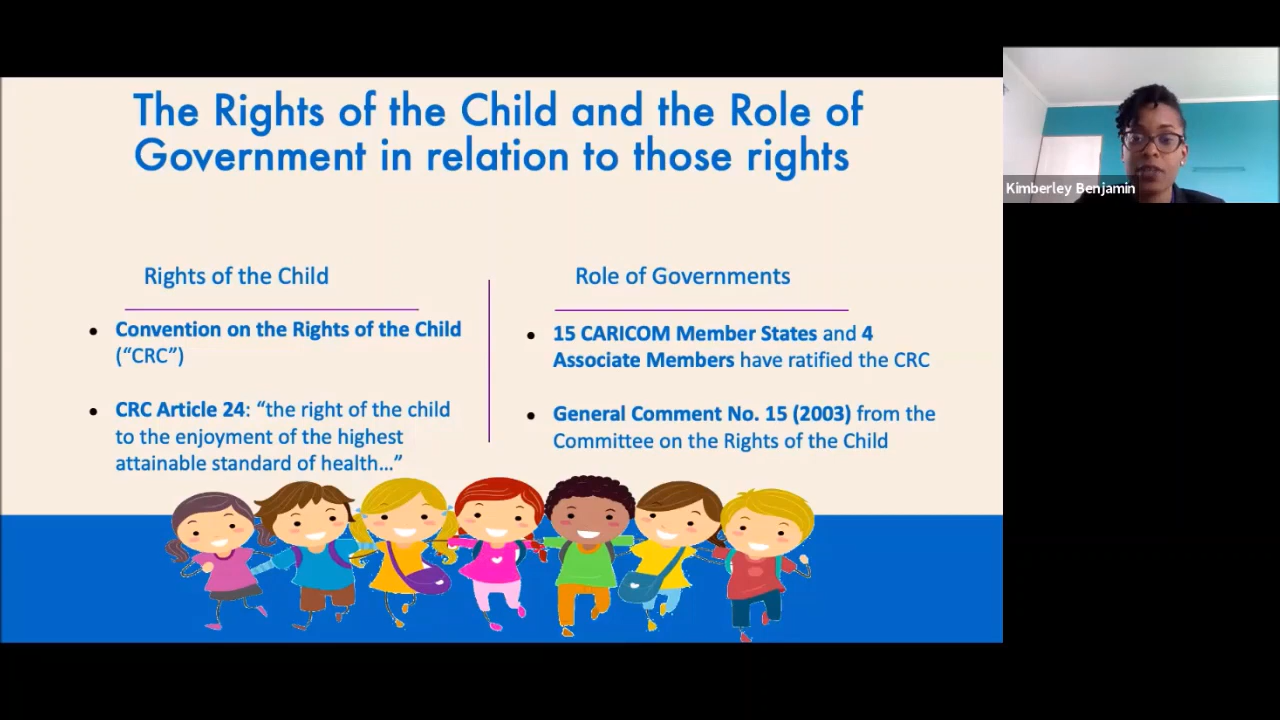 The Rights of the Child and the Role of
Government in relation to those rights
Kimberley Benjamin
Rights of the Child
• Convention on the Rights of the Child
(“CRC”)
• CRC Article 24: “the right of the child
to the enjoyment of the highest
attainable standard of health…”
Role of Governments
• 15 CARICOM Member States and 4
Associate Members have ratified the CRC
• General Comment No. 15 (2003) from the
Committee on the Rights of the Child